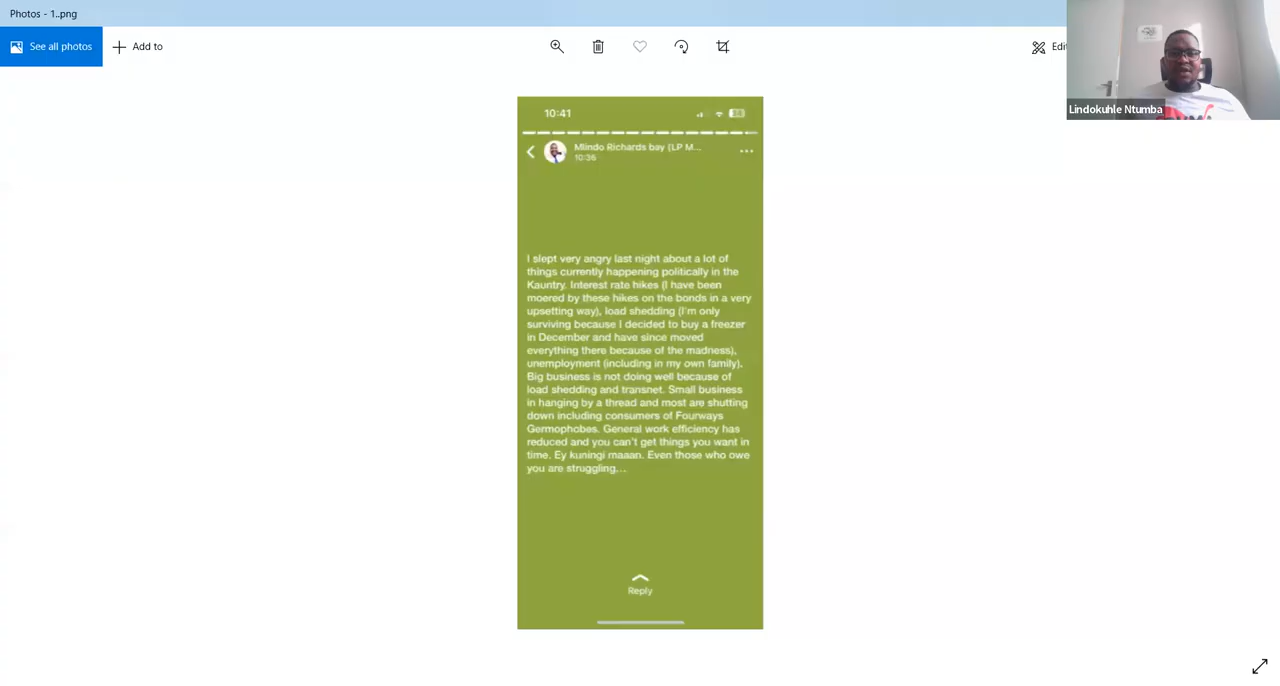 Photos - 1..png
See all photos
Add to
Edit
Lindokuhle Ntumba
10:41
Mlindo Richards bay (LP M...
10:36
I slept very angry last night about a lot of
things currently happening politically in the
Kauntry. Interest rate hikes (I have been
moered by these hikes on the bonds in a very
upsetting way), load shedding (I'm only
surviving because I decided to buy a freezer
in December and have since moved
everything there because of the madness),
unemployment (including in my own family).
Big business is not doing well because of
load shedding and transnet. Small business
in hanging by a thread and most are shutting
down including consumers of Fourways
Germophobes. General work efficiency has
reduced and you can't get things you want in
time. Ey kuningi maaan. Even those who owe
you are struggling...
Reply